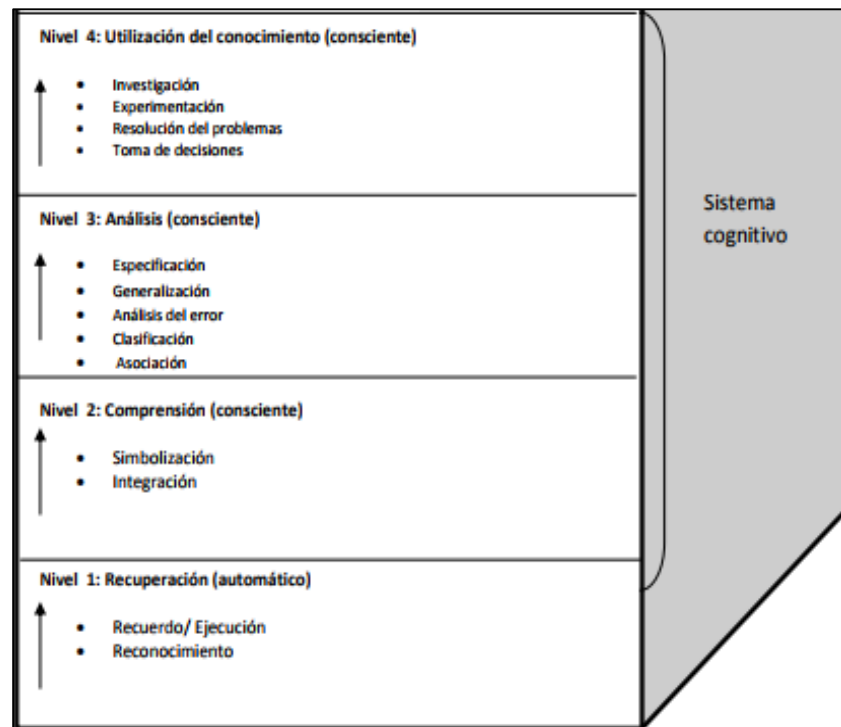 Nivel 4: Utilización del conocimiento (consciente)
• Investigación
• Experimentación
• Resolución del problemas
• Toma de decisiones
Nivel 3: Análisis (consciente)
• Especificación
• Generalización
• Análisis del error
• Clasificación
• Asociación
Nivel 2: Comprensión (consciente)
• Simbolización
• Integración
Nivel 1: Recuperación (automático)
• Recuerdo/ Ejecución
• Reconocimiento
Sistema
cognitivo